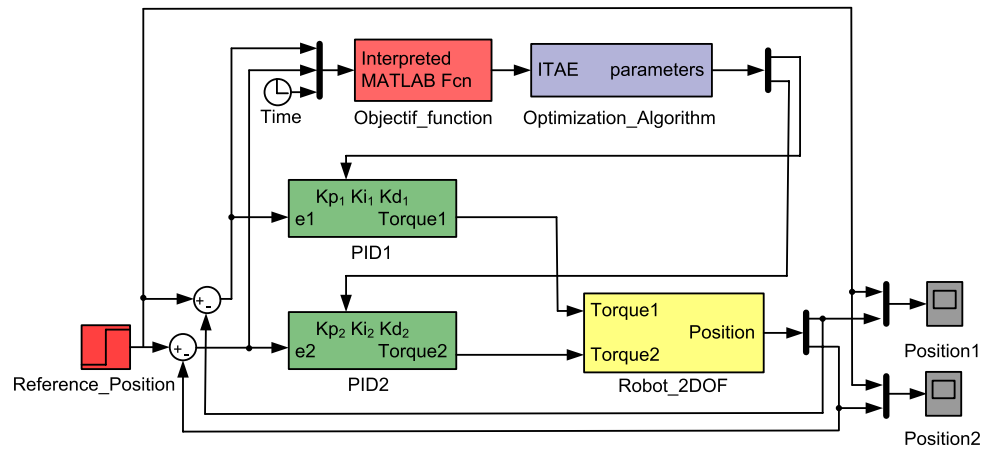 Interpreted
MATLAB Fcn
Objectif_function
ITAE parameters
Optimization_Algorithm
Time
Kp1 Ki1 Kd1
e1 Torque1
PID1
+ -
Reference_Position
+ -
Kp2 Ki2 Kd2
e2 Torque2
PID2
Torque1
Position
Torque2
Robot_2DOF
Position1
Position2